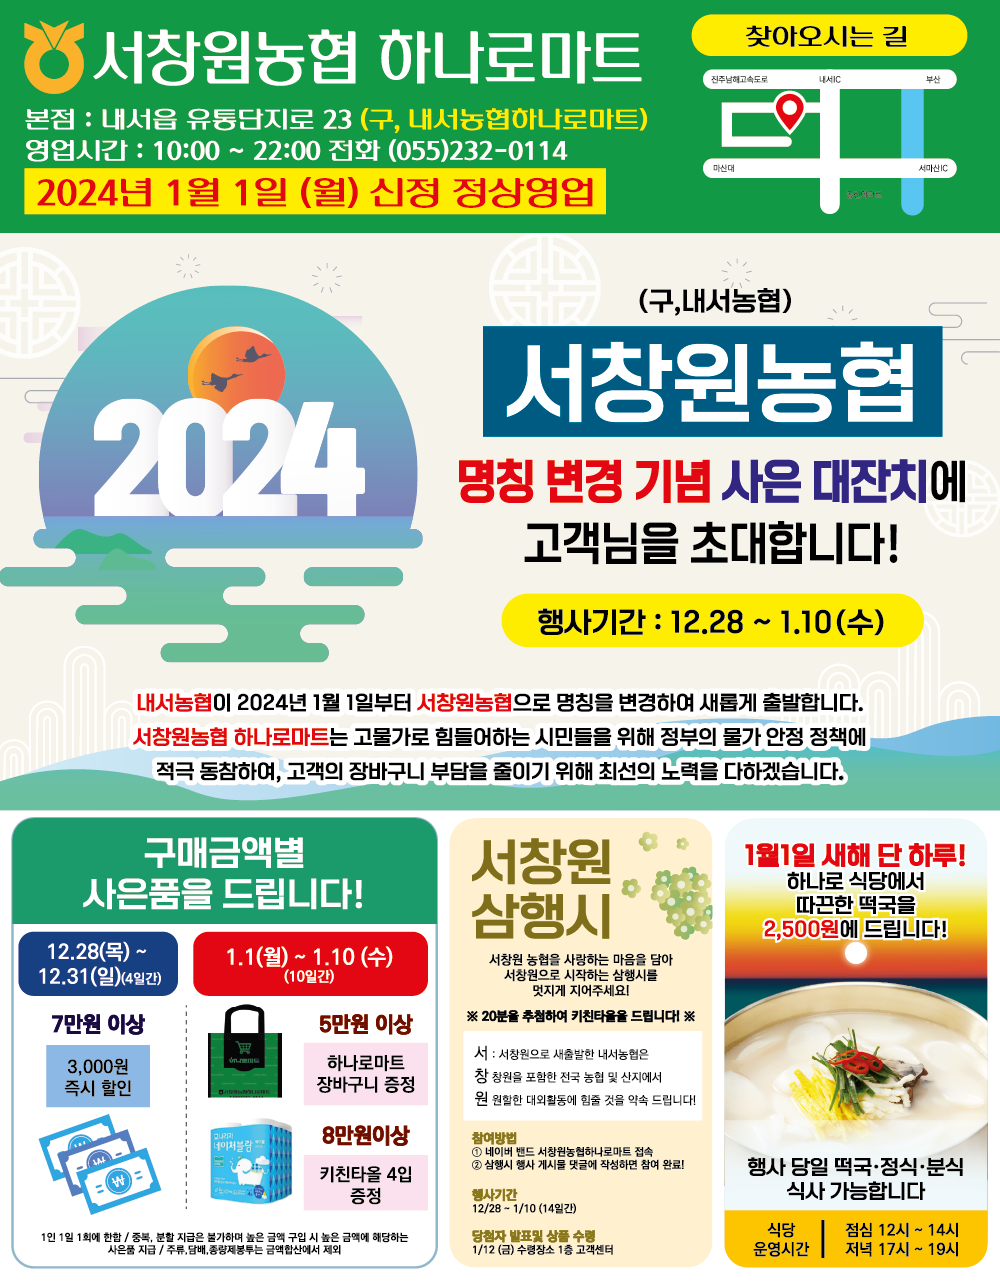 서창원농협 하나로마트
본점 : 내서읍 유통단지로 23 (구, 내서농협하나로마트)
영업시간 : 10:00 ~ 22:00 전화 (055)232-0114
2024년 1월 1일 (월) 신정 정상영업
찾아오시는 길
진주남해고속도로 내서IC 부산
마산대 서마산IC
2024
(구,내서농협)
서창원농협
명칭 변경 기념 사은 대잔치에
고객님을 초대합니다!
행사기간 : 12.28 ~ 1.10(수)
내서농협이 2024년 1월 1일부터 서창원농협으로 명칭을 변경하여 새롭게 출발합니다.
서창원농협 하나로마트는 고물가로 힘들어하는 시민들을 위해 정부의 물가 안정 정책에
적극 동참하여, 고객의 장바구니 부담을 줄이기 위해 최선의 노력을 다하겠습니다.
구매금액별
사은품을 드립니다!
12.28(목) ~
12.31(일)(4일간)
7만원 이상
3,000원
즉시 할인
1.1(월) ~ 1.10 (수)
(10일간)
5만원 이상
하나로마트
장바구니 증정
8만원이상
키친타올 4입
증정
1인 1일 1회에 한함 / 중복, 분할 지급은 불가하며 높은 금액 구입 시 높은 금액에 해당하는
사은품 지급 / 주류,담배,종량제봉투는 금액합산에서 제외
서창원
삼행시
서창원 농협을 사랑하는 마음을 담아
서창원으로 시작하는 삼행시를
멋지게 지어주세요!
※ 20분을 추첨하여 키친타올을 드립니다! ※
서 : 서창원으로 새출발한 내서농협은
창 창원을 포함한 전국 농협 및 산지에서
원 원할한 대외활동에 힘줄 것을 약속 드립니다!
참여방법
① 네이버 밴드 서창원농협하나로마트 접속
② 삼행시 행사 게시물 댓글에 작성하면 참여 완료!
행사기간
12/28 ~ 1/10 (14일간)
당첨자 발표및 상품 수령
1/12 (금) 수령장소 1층 고객센터
1월1일 새해 단 하루!
하나로 식당에서
따끈한 떡국을
2,500원에 드립니다!
행사 당일 떡국·정식·분식
식사 가능합니다
식당
운영시간
점심 12시 ~ 14시
저녁 17시 ~ 19시